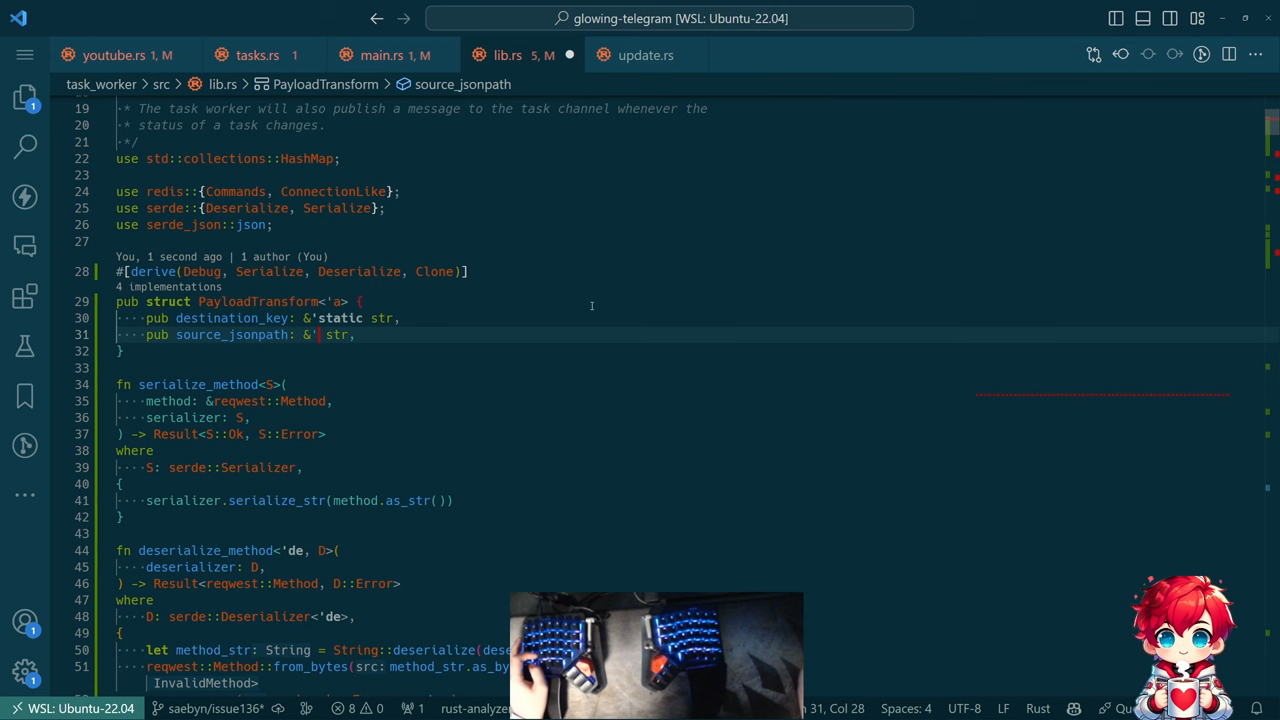 glowing-telegram [WSL: Ubuntu-22.04]
youtube.rs 1, M
tasks.rs 1
main.rs 1, M
lib.rs 5, M
update.rs
task_worker > src > lib.rs > PayloadTransform > source_jsonpath
19 * The task worker will also publish a message to the task channel whenever the
20 * status of a task changes.
21 */
22 use std::collections::HashMap;
23
24 use redis::{Commands, ConnectionLike};
25 use serde::{Deserialize, Serialize};
26 use serde_json::json;
27
You, 1 second ago | 1 author (You)
28 #[derive(Debug, Serialize, Deserialize, Clone)]
4 implementations
29 pub struct PayloadTransform<'a> {
30 pub destination_key: &'static str,
31 pub source_jsonpath: &' str,
32 }
33
34 fn serialize_method<S>(
35 method: &reqwest::Method,
36 serializer: S,
37 ) -> Result<S::Ok, S::Error>
38 where
39 S: serde::Serializer,
40 {
41 serializer.serialize_str(method.as_str())
42 }
43
44 fn deserialize_method<'de, D>(
45 deserializer: D,
46 ) -> Result<reqwest::Method, D::Error>
47 where
48 D: serde::Deserializer<'de>,
49 {
50 let method_str: String = String::deserialize(dese
51 reqwest::Method::from_bytes(src: method_str.as_by
InvalidMethod>
WSL: Ubuntu-22.04
saebyn/issue136*
8 0
1
rust-analyzer
31, Col 28
Spaces: 4
UTF-8
LF
Rust